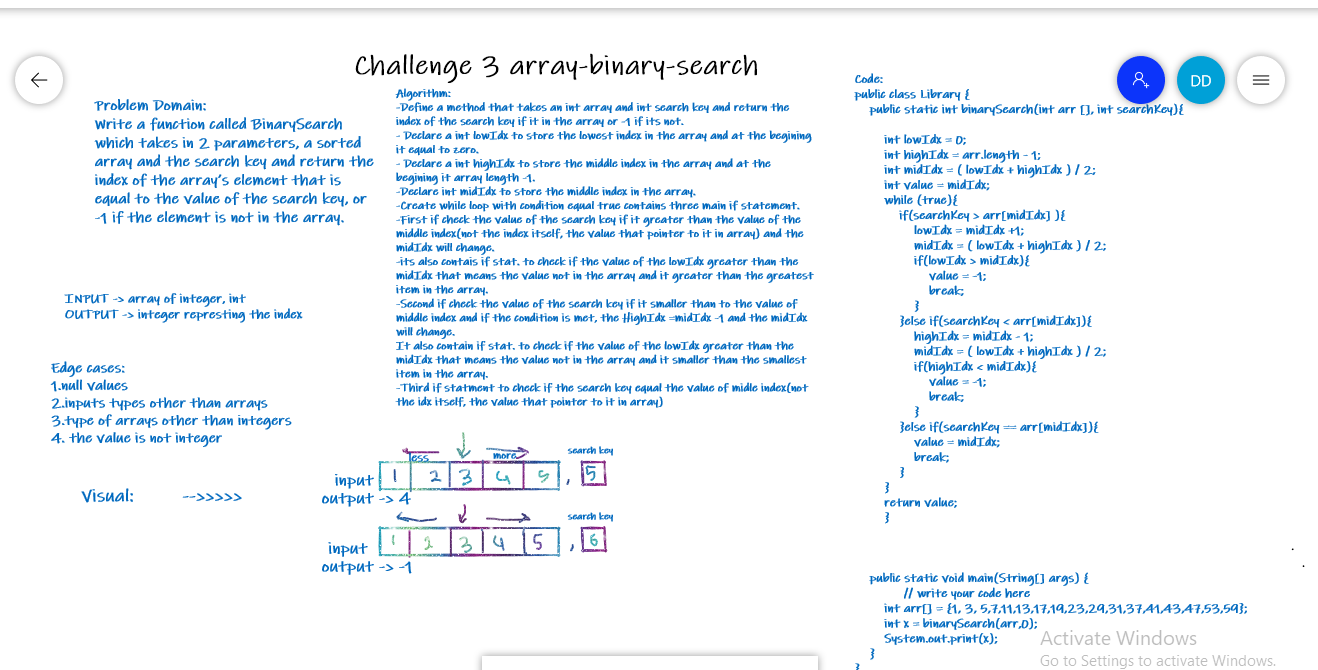 Challenge 3 array-binary-search
DD
Problem Domain:
Write a function called BinarySearch
which takes in 2 parameters, a sorted
array and the search key and return the
index of the array's element that is
equal to the value of the search key, or
-1 if the element is not in the array.
INPUT -> array of integer, int
OUTPUT -> integer represting the index
Edge cases:
1.null values
2.inputs types other than arrays
3.type of arrays other than integers
4. the value is not integer
Visual: -->>>>>
Algorithm:
-Define a method that takes an int array and int search key and return the
index of the search key if it in the array or -1 if its not.
- Declare a int lowIdx to store the lowest index in the array and at the begining
it equal to zero.
- Declare a int highIdx to store the middle index in the array and at the
begining it array length -1.
-Declare int midIdx to store the middle index in the array.
-Create while loop with condition equal true contains three main if statement.
-First if check the value of the search key if it greater than the value of the
middle index(not the index itself, the value that pointer to it in array) and the
midIdx will change.
-its also contais if stat. to check if the value of the lowIdx greater than the
midIdx that means the value not in the array and it greater than the greatest
item in the array.
-Second if check the value of the search key if it smaller than to the value of
middle index and if the condition is met, the HighIdx =midIdx -1 and the midIdx
will change.
It also contain if stat. to check if the value of the lowIdx greater than the
midIdx that means the value not in the array and it smaller than the smallest
item in the array.
-Third if statment to check if the search key equal the value of midle index(not
the idx itself, the value that pointer to it in array)
less more search key
input 1 2 3 4 5 , 5
output -> 4
search key
input 1 2 3 4 5 , 6
output -> -1
Code:
public class Library {
public static int binarySearch(int arr [], int searchKey){
int lowIdx = 0;
int highIdx = arr.length - 1;
int midIdx = ( lowIdx + highIdx ) / 2;
int value = midIdx;
while (true){
if(searchKey > arr[midIdx] ){
lowIdx = midIdx +1;
midIdx = ( lowIdx + highIdx ) / 2;
if(lowIdx > midIdx){
value = -1;
break;
}
}else if(searchKey < arr[midIdx]){
highIdx = midIdx - 1;
midIdx = ( lowIdx + highIdx ) / 2;
if(highIdx < midIdx){
value = -1;
break;
}
}else if(searchKey == arr[midIdx]){
value = midIdx;
break;
}
}
return value;
}
public static void main(String[] args) {
// write your code here
int arr[] = {1, 3, 5,7,11,13,17,19,23,29,31,37,41,43,47,53,59};
int x = binarySearch(arr,0);
System.out.print(x);
}
}
Activate Windows
Go to Settings to activate Windows.